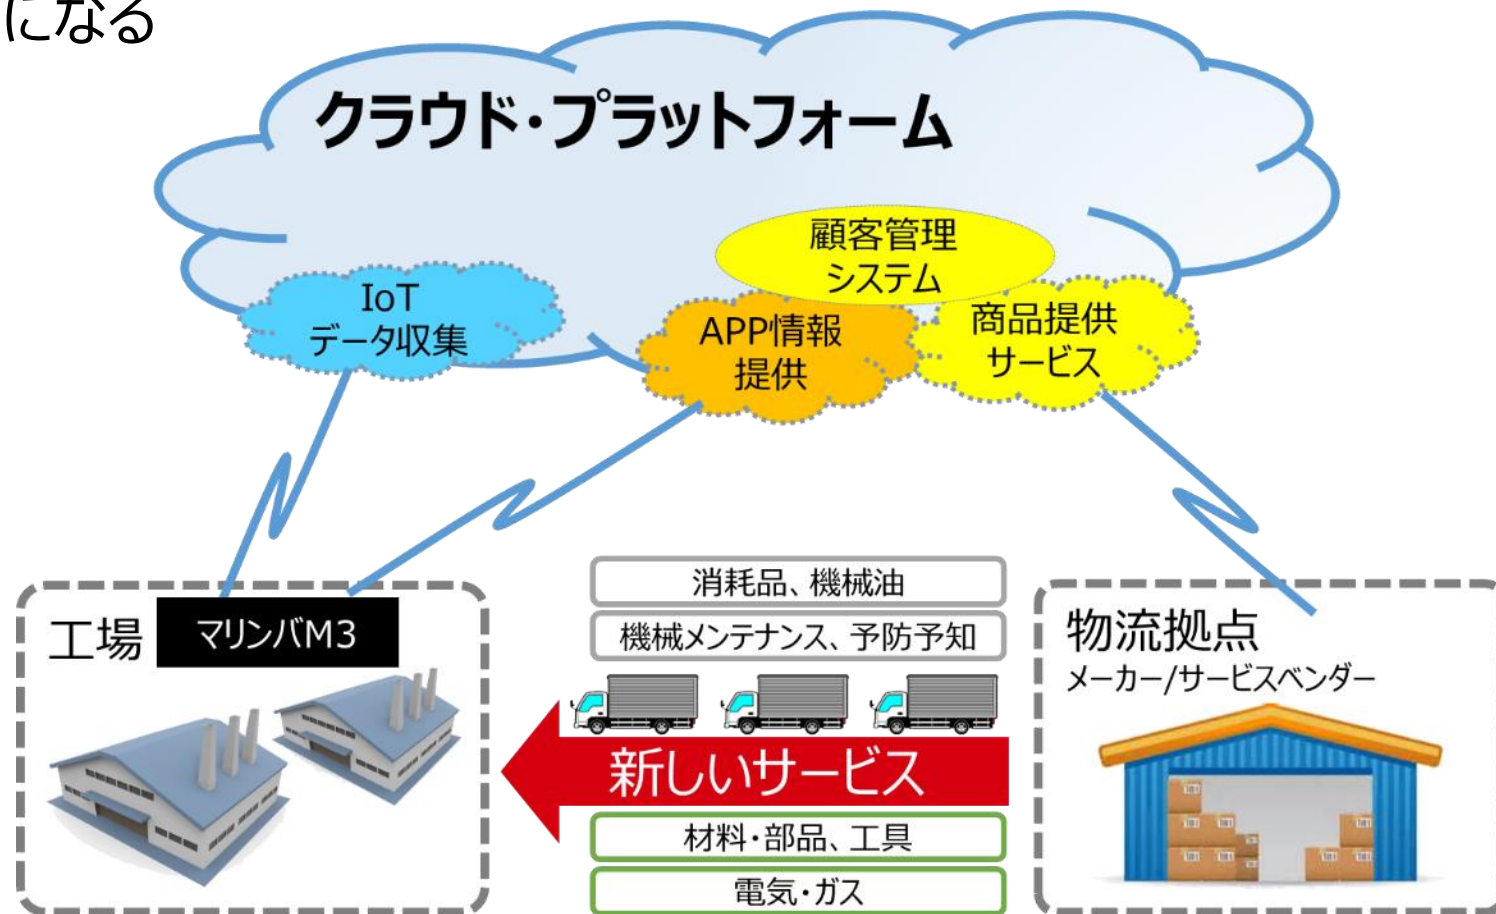 になる
クラウド・プラットフォーム
顧客管理
システム
IoT
データ収集
APP情報
提供
商品提供
サービス
工場
マリンバM3
消耗品、機械油
機械メンテナンス、予防予知
新しいサービス
材料・部品、工具
電気・ガス
物流拠点
メーカー/サービスベンダー